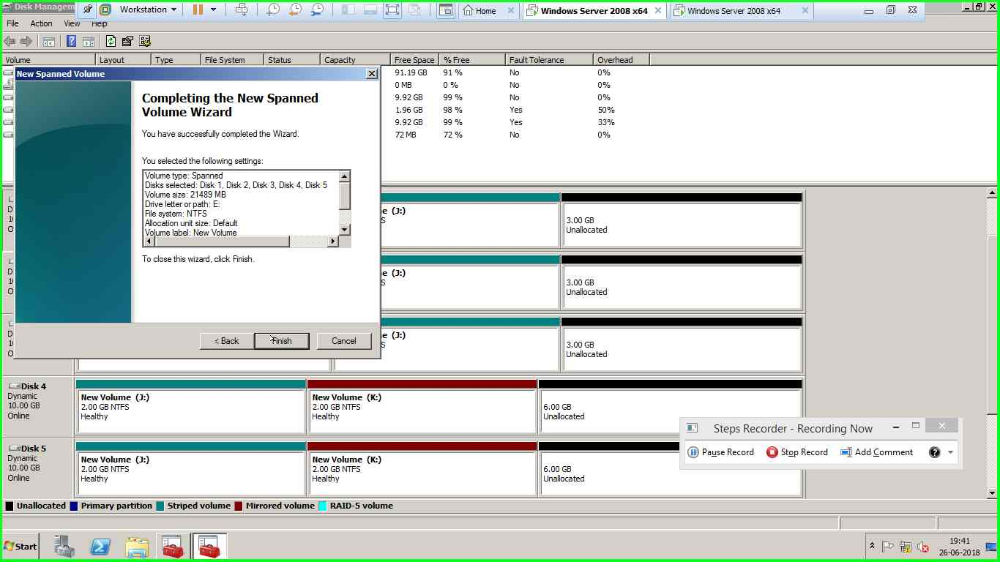 Disk Managem
Workstation
Home
Windows Server 2008 x64
Windows Server 2008 x64
File Action View Help
Volume Layout Type File System Status Capacity Free Space % Free Fault Tolerance Overhead
91.19 GB 91 % No 0%
0 MB 0 % No 0%
9.92 GB 99 % No 0%
1.96 GB 98 % Yes 50%
9.92 GB 99 % Yes 33%
72 MB 72 % No 0%
New Spanned Volume
Completing the New Spanned
Volume Wizard
You have successfully completed the Wizard.
You selected the following settings:
Volume type: Spanned
Disks selected: Disk 1, Disk 2, Disk 3, Disk 4, Disk 5
Volume size: 21489 MB
Drive letter or path: E:
File system: NTFS
Allocation unit size: Default
Volume label: New Volume
To close this wizard, click Finish.
< Back Finish Cancel
e (J:)
3.00 GB
Unallocated
e (J:)
3.00 GB
Unallocated
e (J:)
3.00 GB
Unallocated
Disk 4
Dynamic
10.00 GB
Online
New Volume (J:)
2.00 GB NTFS
Healthy
New Volume (K:)
2.00 GB NTFS
Healthy
6.00 GB
Unallocated
Disk 5
Dynamic
10.00 GB
Online
New Volume (J:)
2.00 GB NTFS
Healthy
New Volume (K:)
2.00 GB NTFS
Healthy
6.00 GB
Unallocated
Steps Recorder - Recording Now
Pause Record Stop Record Add Comment
Unallocated Primary partition Striped volume Mirrored volume RAID-5 volume
Start
19:41
26-06-2018